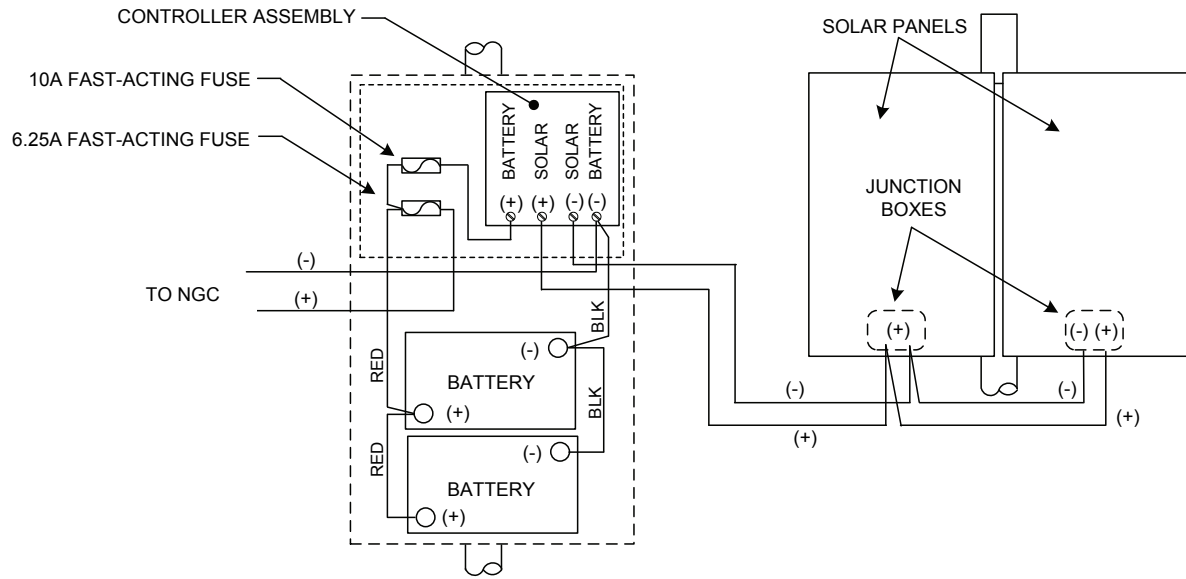 CONTROLLER ASSEMBLY
10A FAST-ACTING FUSE
6.25A FAST-ACTING FUSE
BATTERY
SOLAR
SOLAR
BATTERY
(+)
(+)
(-)
(-)
SOLAR PANELS
JUNCTION
BOXES
(-)
TO NGC
(+)
BLK
(+)
(-) (+)
RED
(-)
BATTERY
(+)
BLK
(-)
(+)
(-)
(+)
RED
(-)
BATTERY
(+)